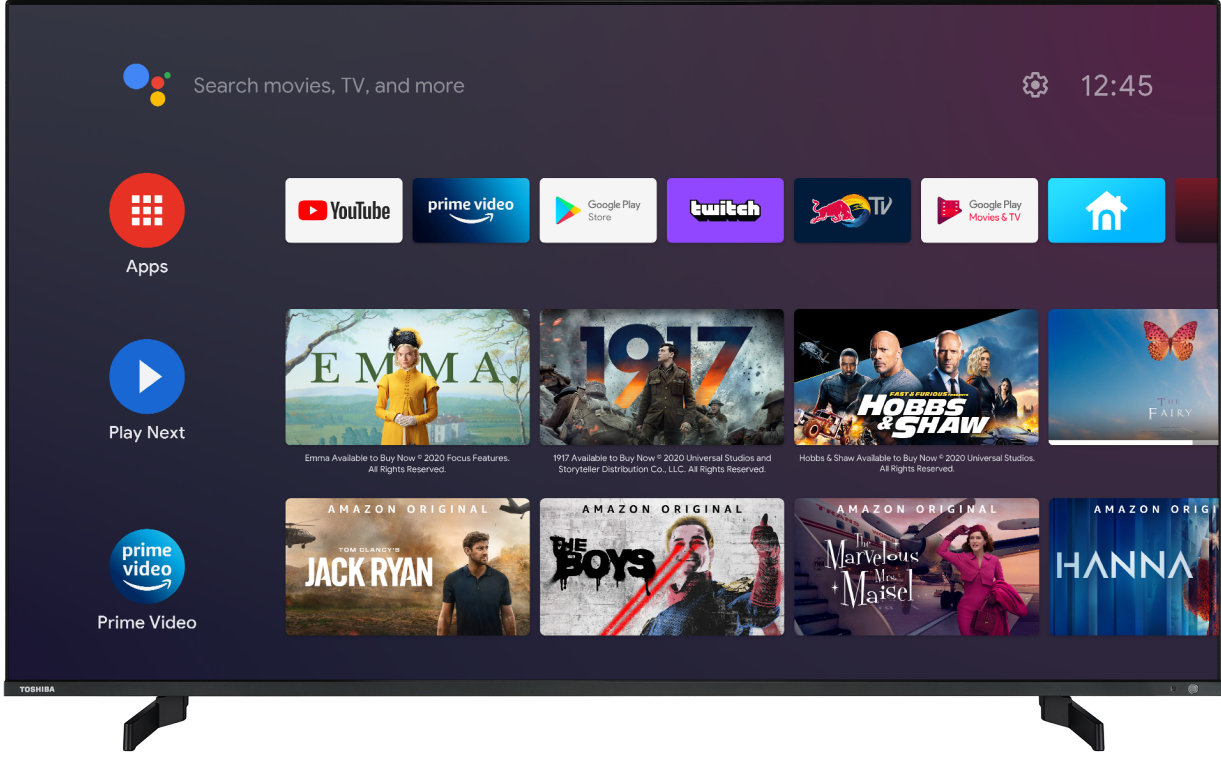 Search movies, TV, and more
12:45
Apps
YouTube
prime video
Google Play
Store
twitch
TV
Google Play
Movies & TV
Play Next
EMMA.
1917
FAST & FURIOUS PRESENTS
HOBBS
& SHAW
THE
FAIRY
Emma Available to Buy Now © 2020 Focus Features.
All Rights Reserved.
1917 Available to Buy Now © 2020 Universal Studios and
Storyteller Distribution Co., LLC. All Rights Reserved.
Hobbs & Shaw Available to Buy Now © 2020 Universal Studios.
All Rights Reserved.
prime
video
Prime Video
AMAZON ORIGINAL
TOM CLANCY'S
JACK RYAN
AMAZON ORIGINAL
THE
BOYS
AMAZON ORIGINAL
The
Marvelous
Mrs.
Maisel
AMAZON ORIGI
HANNA
TOSHIBA